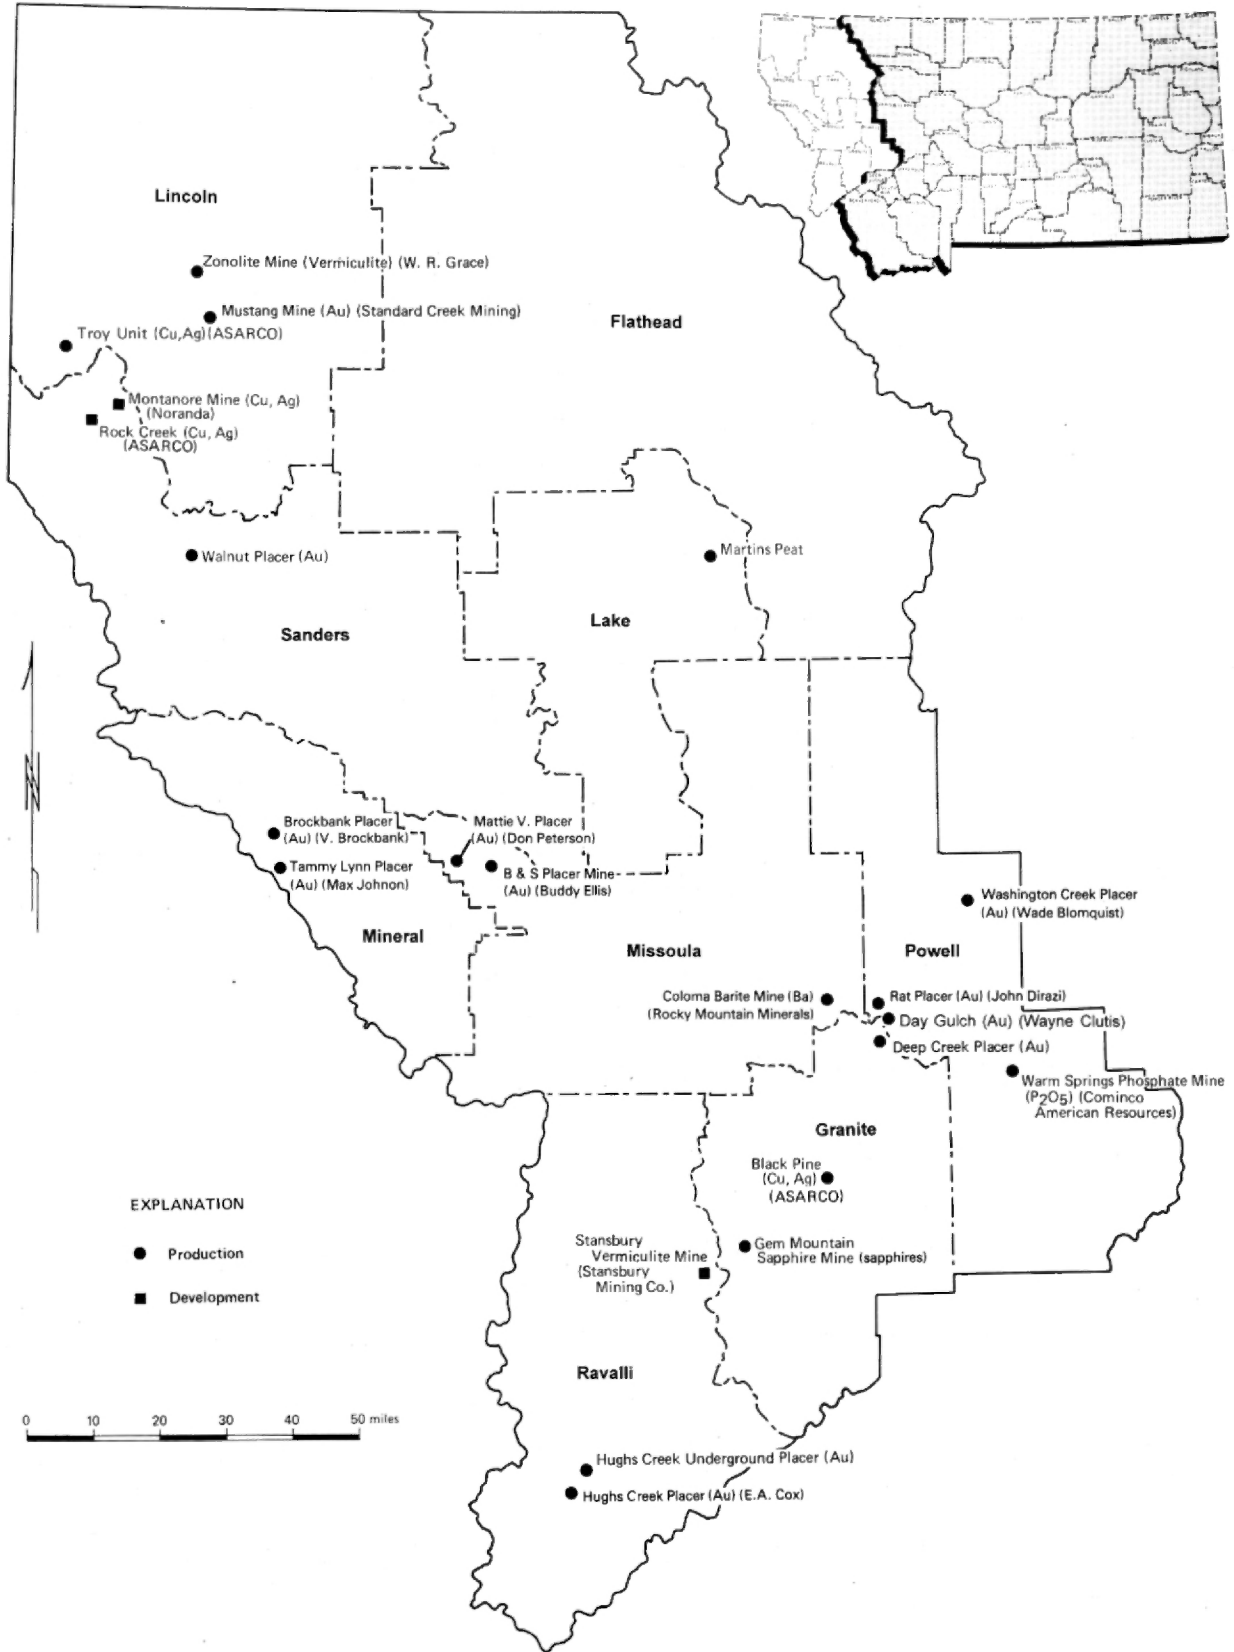 Lincoln
Zonolite Mine (Vermiculite) (W. R. Grace)
Mustang Mine (Au) (Standard Creek Mining)
Troy Unit (Cu,Ag)(ASARCO)
Flathead
Montanore Mine (Cu, Ag)
(Noranda)
Rock Creek (Cu, Ag)
(ASARCO)
Walnut Placer (Au)
Martins Peat
Sanders
Lake
N
Brockbank Placer
(Au) (V. Brockbank)
Mattie V. Placer
(Au) (Don Peterson)
Tammy Lynn Placer
(Au) (Max Johnon)
B & S Placer Mine
(Au) (Buddy Ellis)
Washington Creek Placer
(Au) (Wade Blomquist)
Mineral
Missoula
Powell
Coloma Barite Mine (Ba)
(Rocky Mountain Minerals)
Rat Placer (Au) (John Dirazi)
Day Gulch (Au) (Wayne Clutis)
Deep Creek Placer (Au)
Warm Springs Phosphate Mine
(P2O5) (Cominco
American Resources)
Granite
Black Pine
(Cu, Ag)
(ASARCO)
EXPLANATION
Production
Development
Stansbury
Vermiculite Mine
(Stansbury
Mining Co.)
Gem Mountain
Sapphire Mine (sapphires)
Ravalli
0 10 20 30 40 50 miles
Hughs Creek Underground Placer (Au)
Hughs Creek Placer (Au) (E.A. Cox)